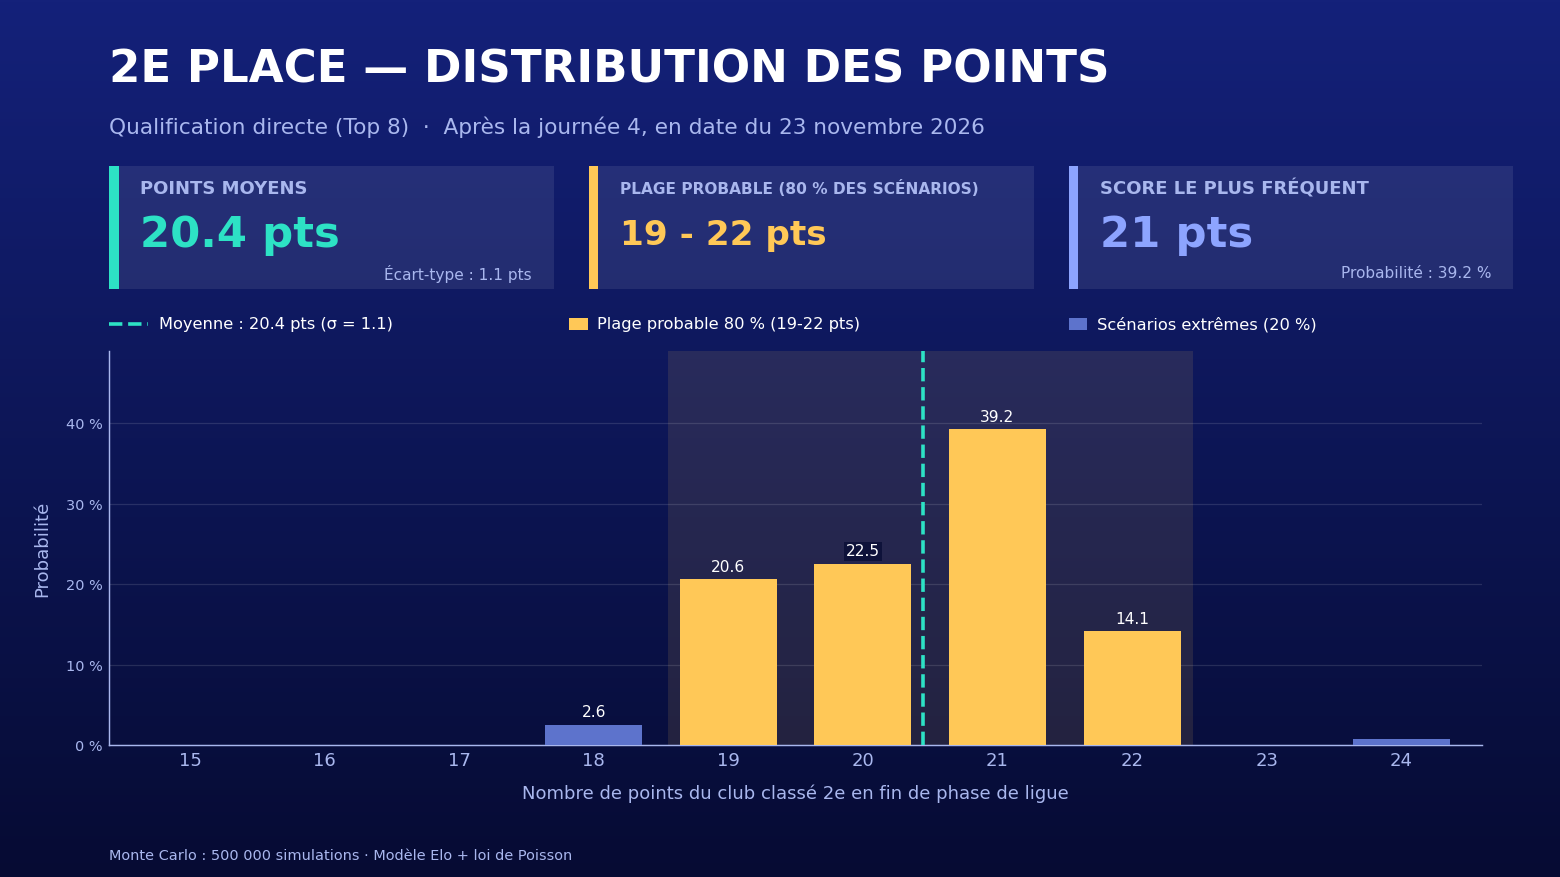 2E PLACE — DISTRIBUTION DES POINTS
Qualification directe (Top 8)  ·  Après la journée 4, en date du 23 novembre 2026
POINTS MOYENS
20.4 pts
Écart-type : 1.1 pts
PLAGE PROBABLE (80 % DES SCÉNARIOS)
19 - 22 pts
SCORE LE PLUS FRÉQUENT
21 pts
Probabilité : 39.2 %
Moyenne : 20.4 pts (σ = 1.1)
Plage probable 80 % (19-22 pts)
Scénarios extrêmes (20 %)
Probabilité
40 %
30 %
20 %
10 %
0 %
2.6
20.6
22.5
39.2
14.1
15
16
17
18
19
20
21
22
23
24
Nombre de points du club classé 2e en fin de phase de ligue
Monte Carlo : 500 000 simulations · Modèle Elo + loi de Poisson